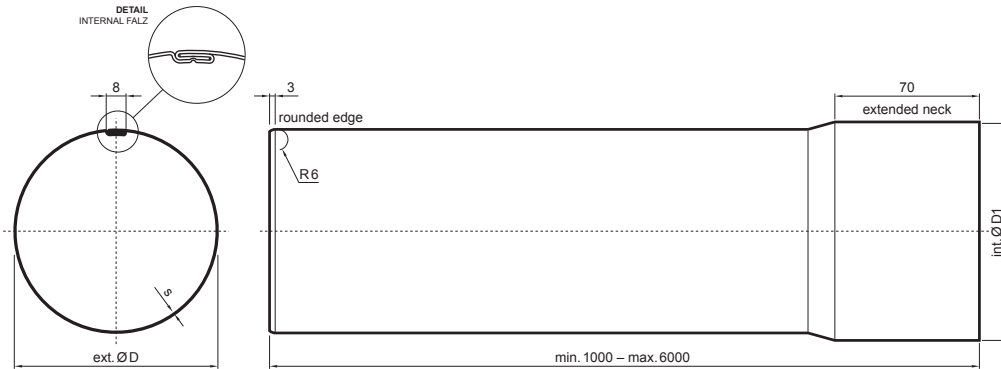 DETAIL
INTERNAL FALZ
8
3
rounded edge
R6
70
extended neck
int. ØD1
s
ext. ØD
min. 1000 – max. 6000